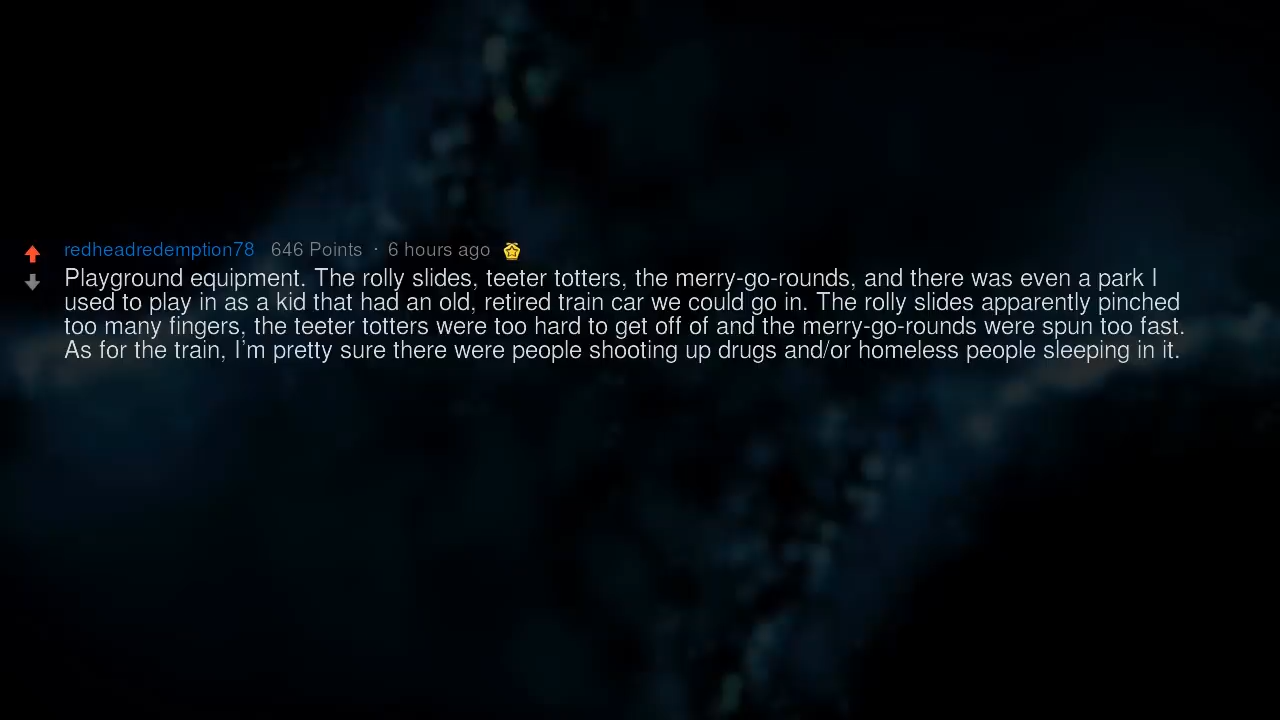 redheadredemption78 646 Points · 6 hours ago
Playground equipment. The rolly slides, teeter totters, the merry-go-rounds, and there was even a park I
used to play in as a kid that had an old, retired train car we could go in. The rolly slides apparently pinched
too many fingers, the teeter totters were too hard to get off of and the merry-go-rounds were spun too fast.
As for the train, I'm pretty sure there were people shooting up drugs and/or homeless people sleeping in it.